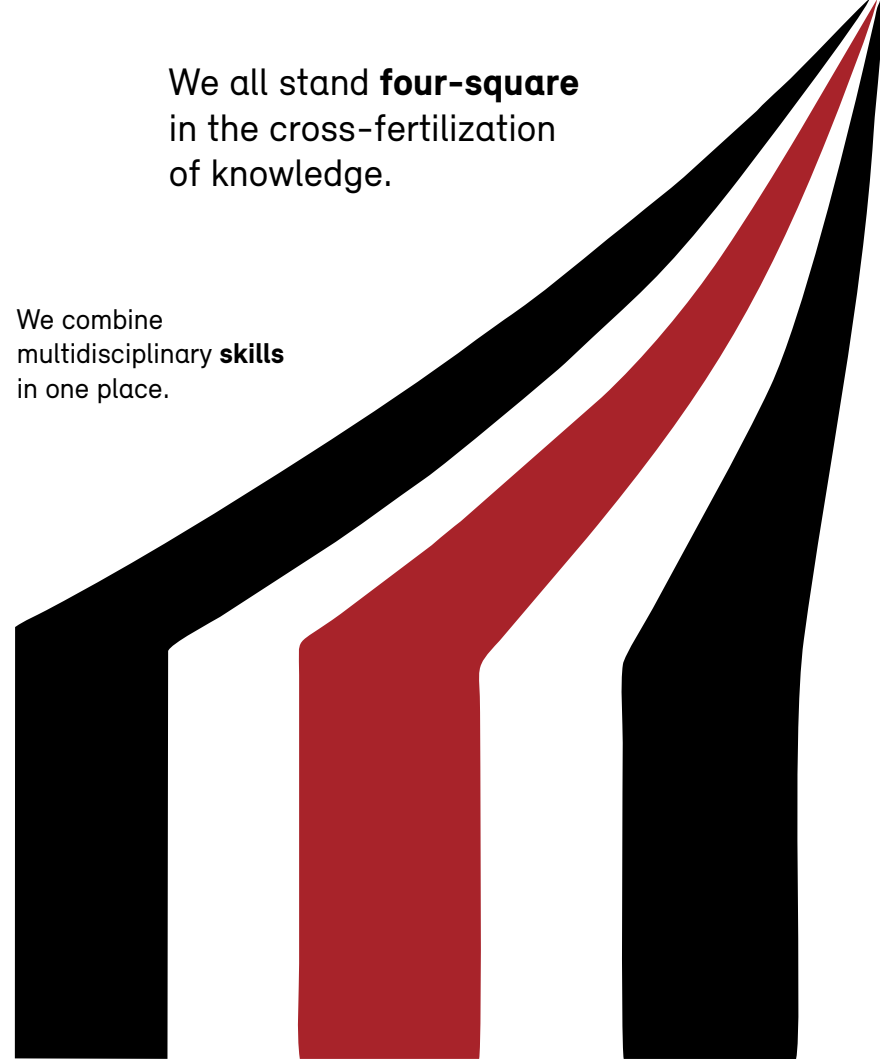 We all stand four-square
in the cross-fertilization
of knowledge.
We combine
multidisciplinary skills
in one place.